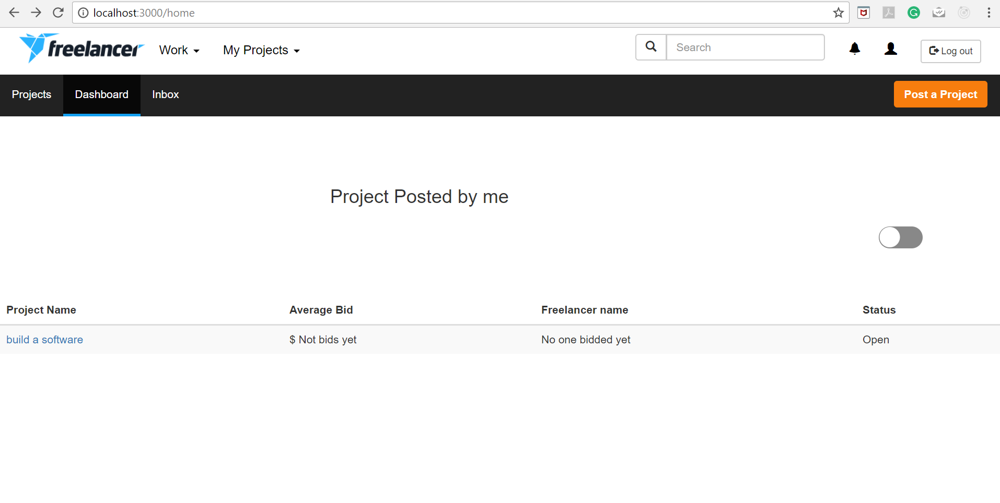 localhost:3000/home
freelancer Work My Projects Search Log out
Projects Dashboard Inbox Post a Project
Project Posted by me
Project Name Average Bid Freelancer name Status
build a software $ Not bids yet No one bidded yet Open